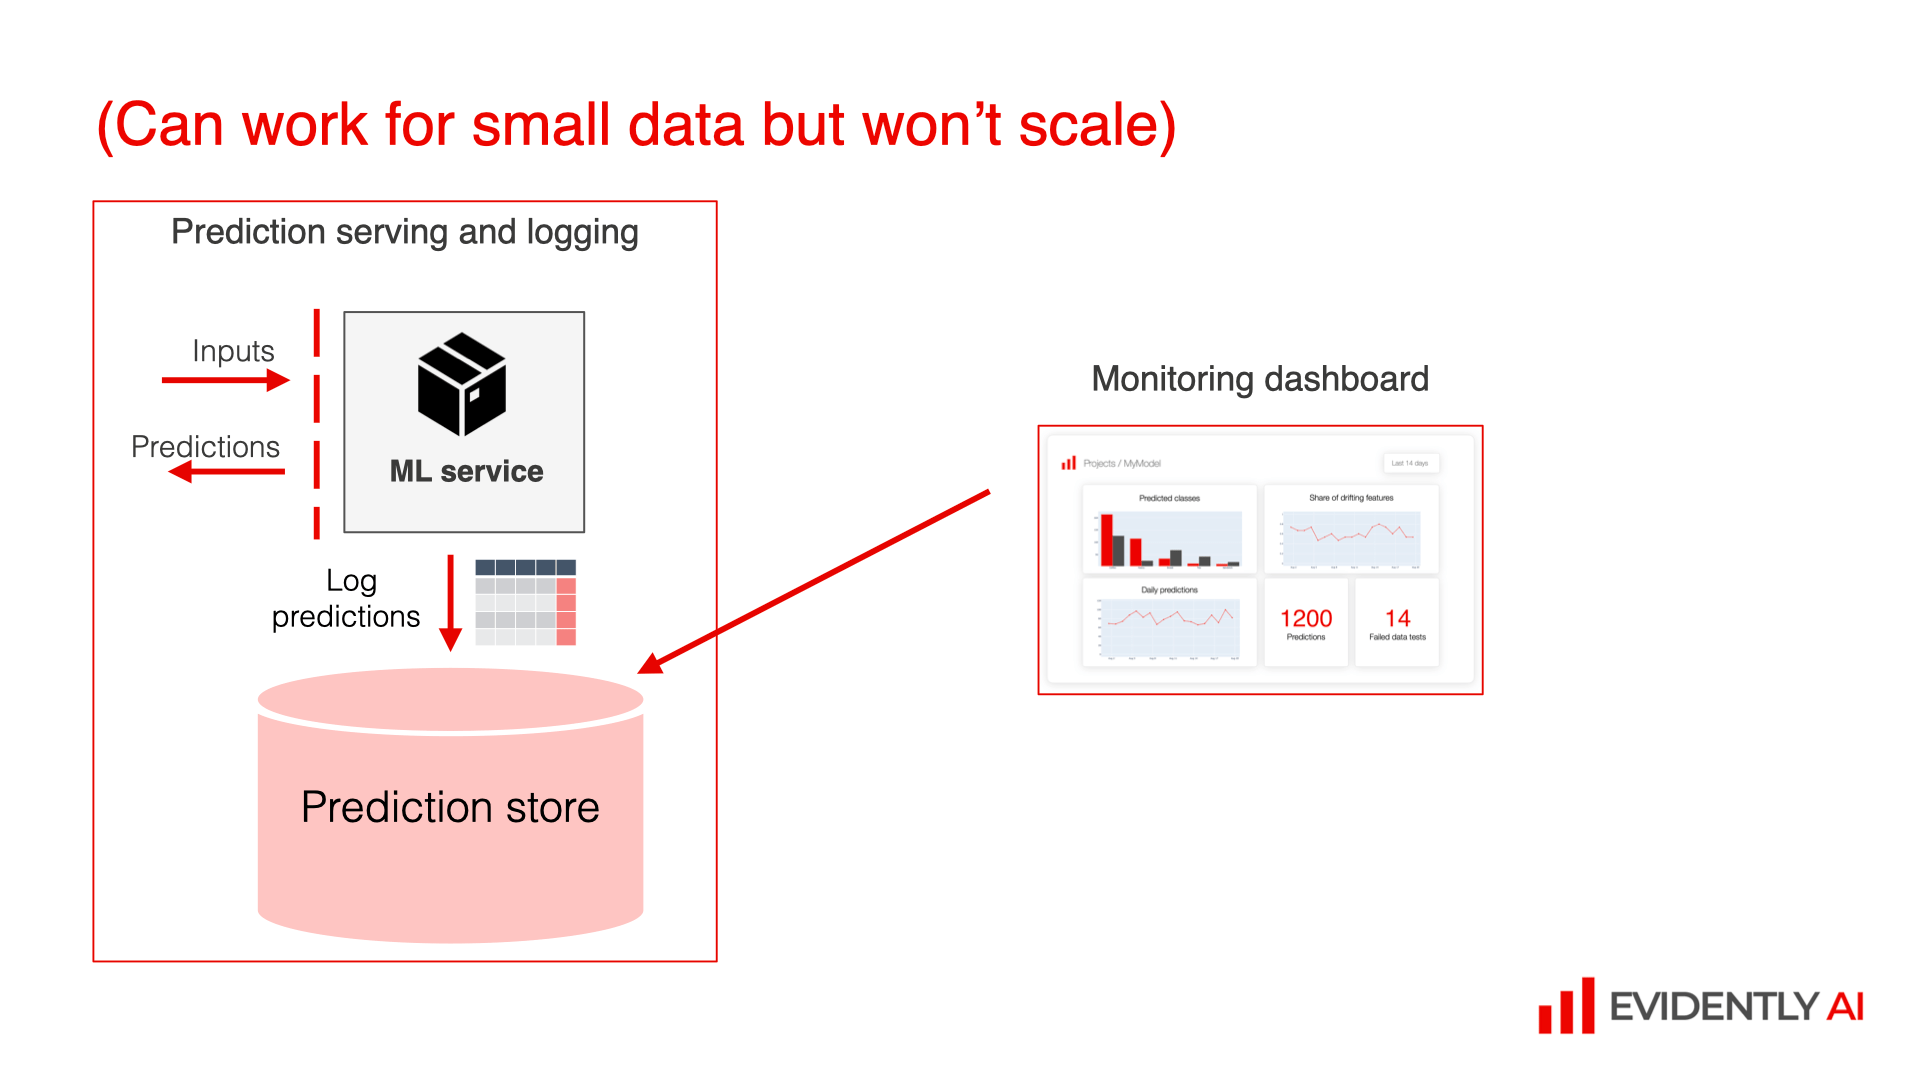 (Can work for small data but won’t scale)
Prediction serving and logging
Inputs
Predictions
ML service
Log
predictions
Prediction store
Monitoring dashboard
Projects / MyModel
Last 14 days
Predicted classes
Share of drifting features
Daily predictions
1200
Predictions
14
Failed data tests
EVIDENTLY AI